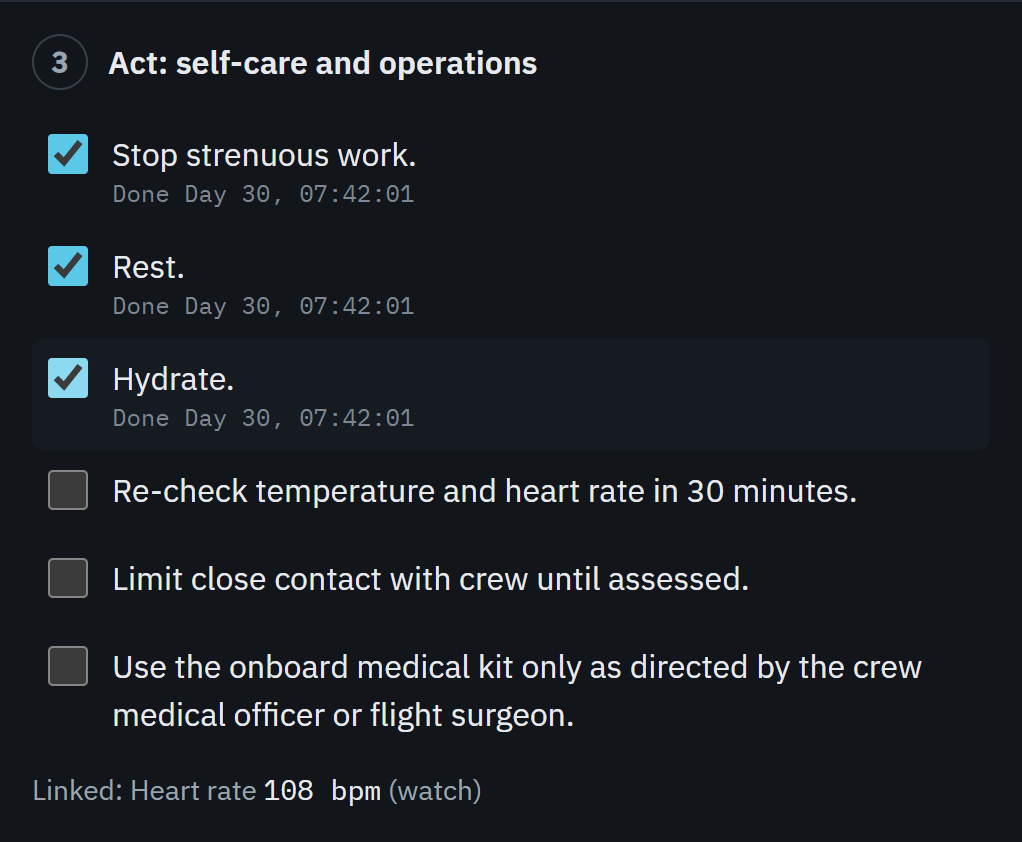 3
Act: self-care and operations
Stop strenuous work.
Done Day 30, 07:42:01
Rest.
Done Day 30, 07:42:01
Hydrate.
Done Day 30, 07:42:01
Re-check temperature and heart rate in 30 minutes.
Limit close contact with crew until assessed.
Use the onboard medical kit only as directed by the crew
medical officer or flight surgeon.
Linked: Heart rate 108 bpm (watch)